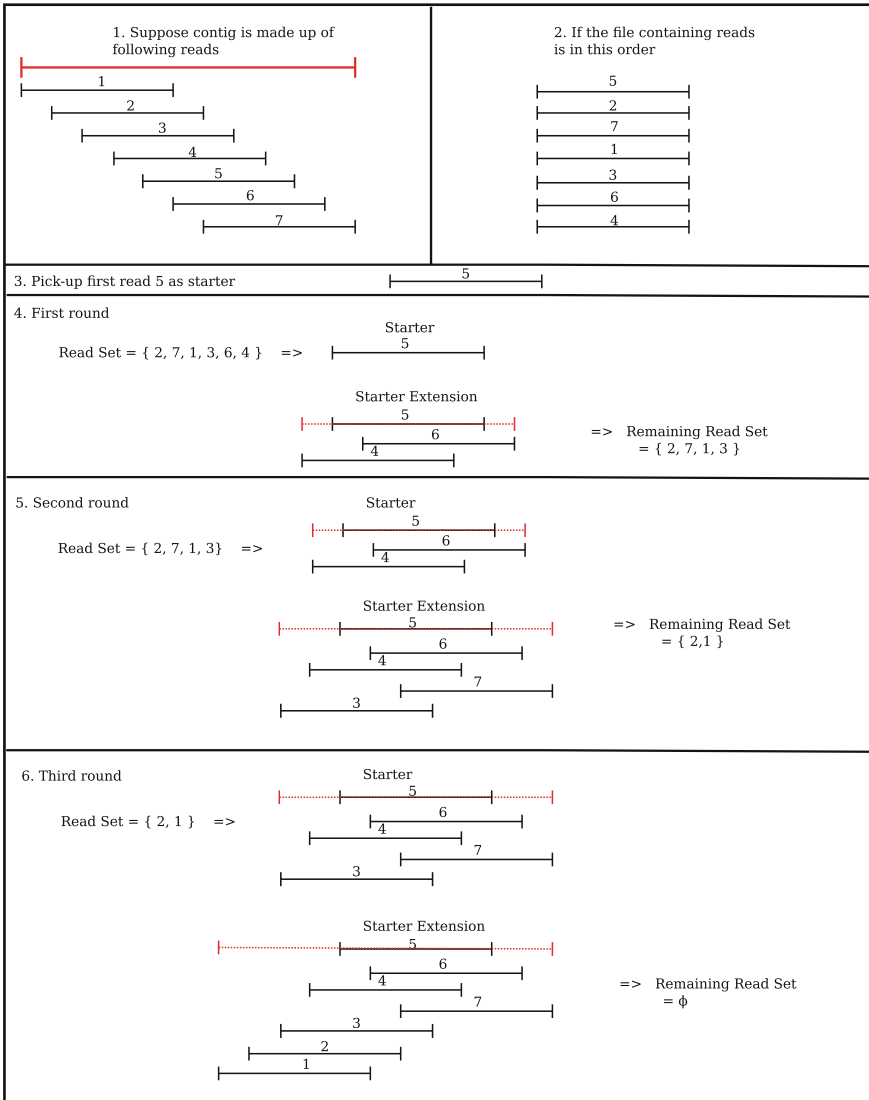 1. Suppose contig is made up of
following reads
1
2
3
4
5
6
7
2. If the file containing reads
is in this order
5
2
7
1
3
6
4
3. Pick-up first read 5 as starter
5
4. First round
Starter
Read Set = { 2, 7, 1, 3, 6, 4 } =>
5
Starter Extension
5
6
4
=> Remaining Read Set
= { 2, 7, 1, 3 }
5. Second round
Starter
Read Set = { 2, 7, 1, 3} =>
5
6
4
Starter Extension
5
6
4
7
3
=> Remaining Read Set
= { 2,1 }
6. Third round
Starter
Read Set = { 2, 1 } =>
5
6
4
7
3
Starter Extension
5
6
4
7
3
2
1
=> Remaining Read Set
= ϕ